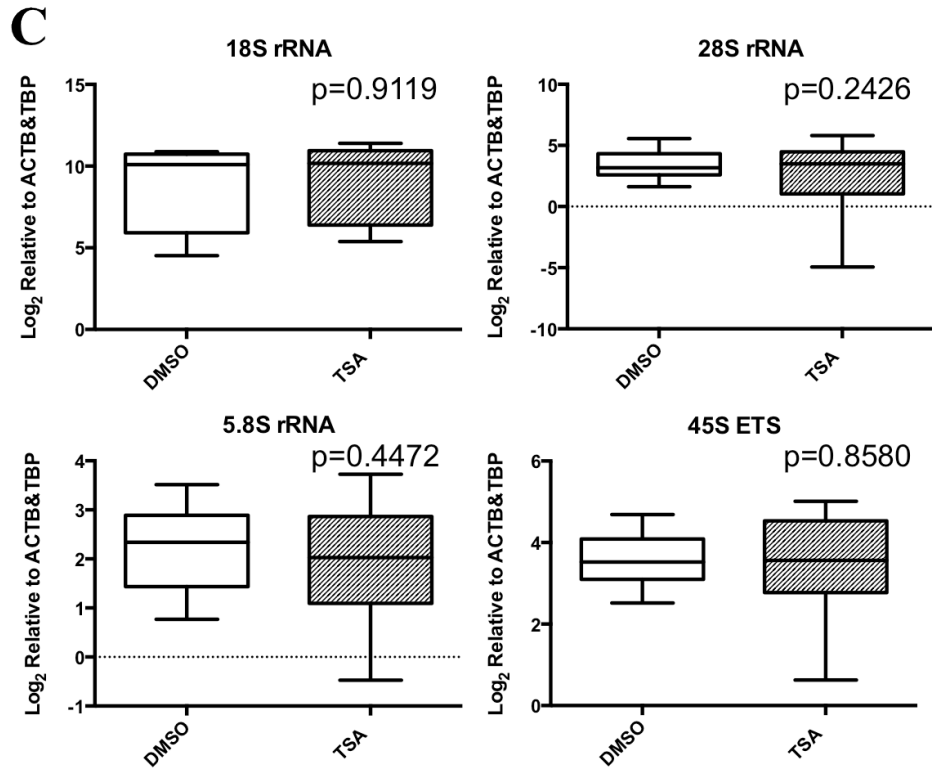 C
18S rRNA
p=0.9119
Log2 Relative to ACTB&TBP
15
10
5
0
DMSO
TSA
28S rRNA
p=0.2426
Log2 Relative to ACTB&TBP
10
5
0
-5
-10
DMSO
TSA
5.8S rRNA
p=0.4472
Log2 Relative to ACTB&TBP
4
3
2
1
0
-1
DMSO
TSA
45S ETS
p=0.8580
Log2 Relative to ACTB&TBP
6
4
2
0
DMSO
TSA